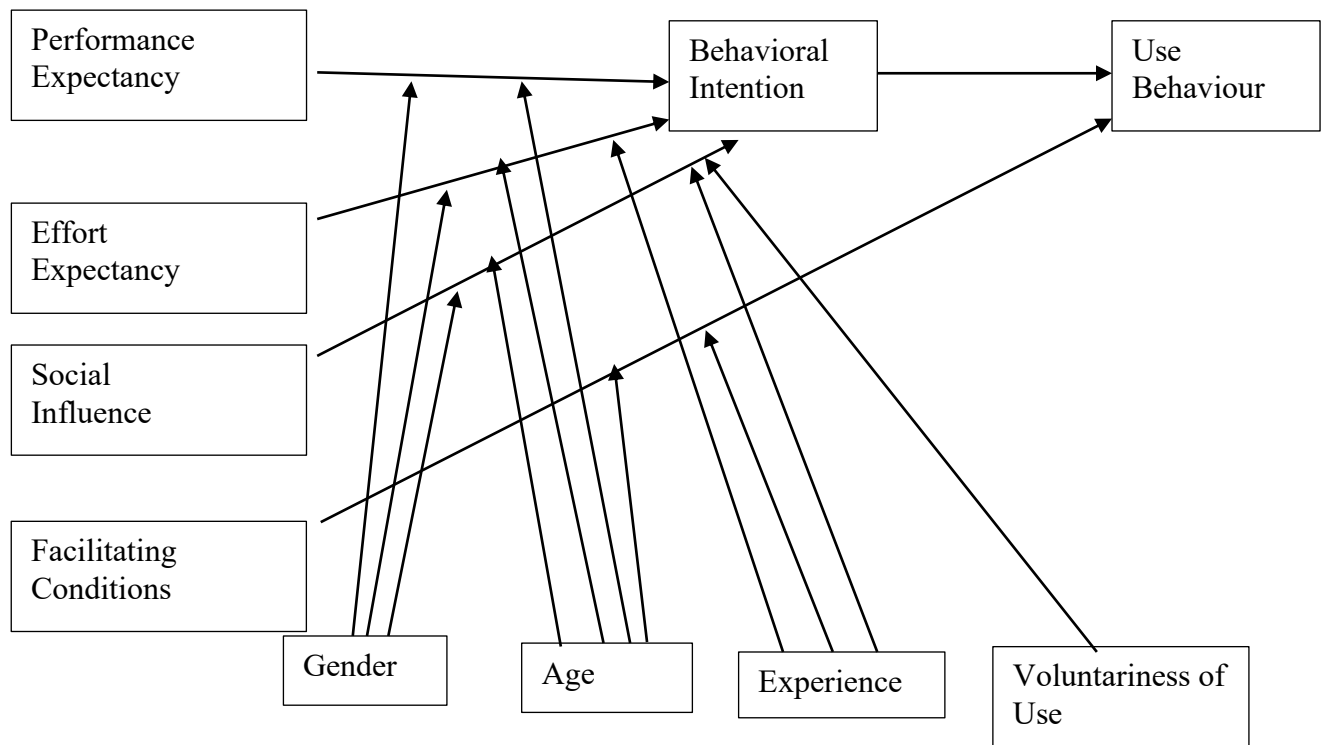 Performance
Expectancy
Behavioral
Intention
Use
Behaviour
Effort
Expectancy
Social
Influence
Facilitating
Conditions
Gender
Age
Experience
Voluntariness of
Use